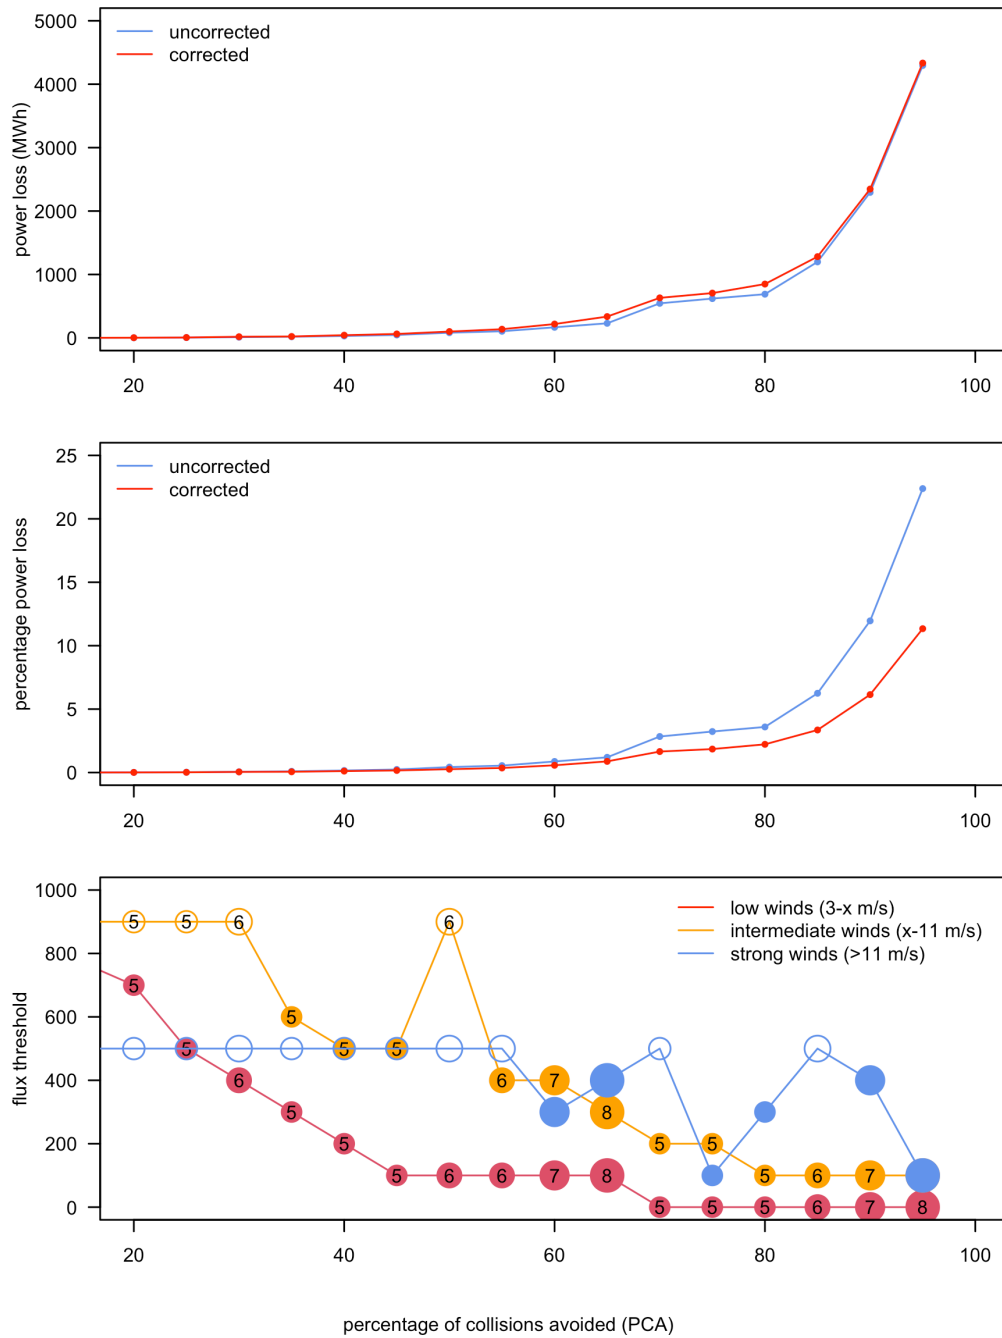 5000
4000
3000
2000
1000
0
power loss (MWh)
uncorrected
corrected
20 40 60 80 100
25
20
15
10
5
0
percentage power loss
uncorrected
corrected
20 40 60 80 100
1000
800
600
400
200
0
flux threshold
low winds (3-x m/s)
intermediate winds (x-11 m/s)
strong winds (>11 m/s)
5 5 6 5 5 5 6 6 7 8 5 5 5 6 7
5 5 6 5 5 5 6 6 7 8 5 5 5 6 7 8
20 40 60 80 100
percentage of collisions avoided (PCA)